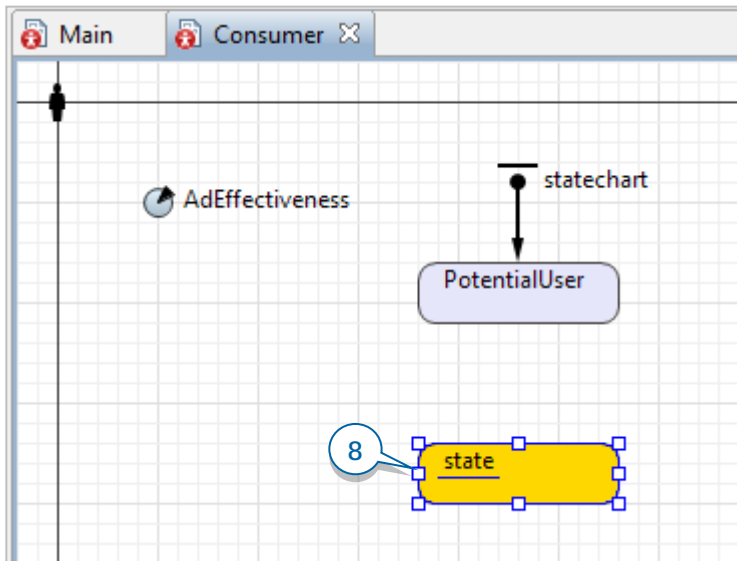 Main
Consumer
statechart
AdEffectiveness
PotentialUser
8
state